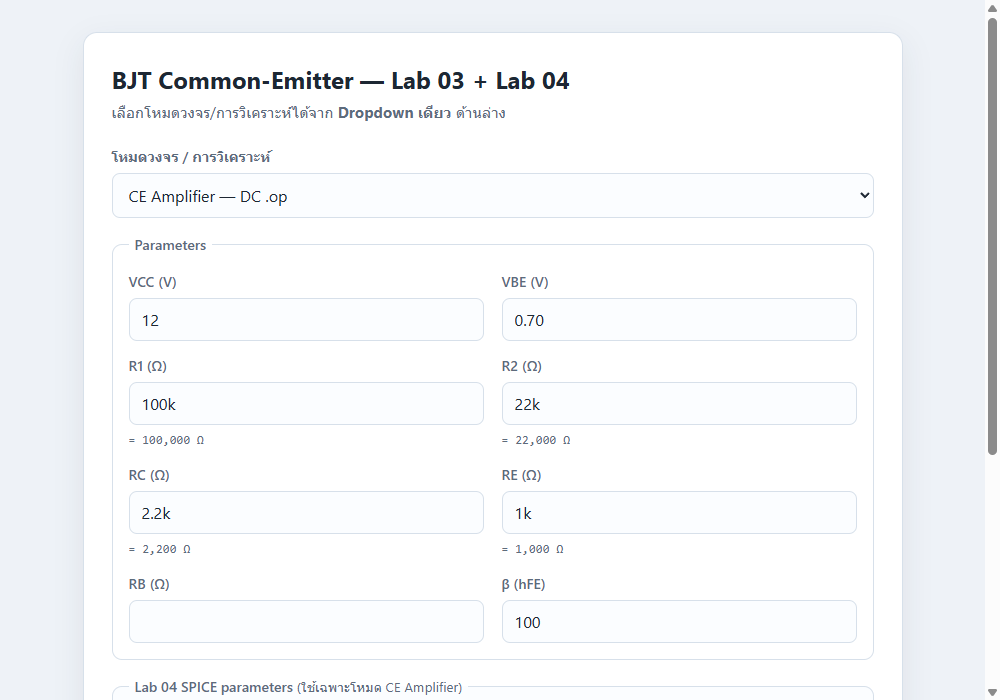 BJT Common-Emitter — Lab 03 + Lab 04
เลือกโหมดวงจร/การวิเคราะห์ได้จาก Dropdown เดียว ด้านล่าง
โหมดวงจร / การวิเคราะห์
CE Amplifier — DC .op
Parameters
VCC (V)
VBE (V)
12
0.70
R1 (Ω)
R2 (Ω)
100k
22k
= 100,000 Ω
= 22,000 Ω
RC (Ω)
RE (Ω)
2.2k
1k
= 2,200 Ω
= 1,000 Ω
RB (Ω)
β (hFE)
100
Lab 04 SPICE parameters (ใช้เฉพาะโหมด CE Amplifier)